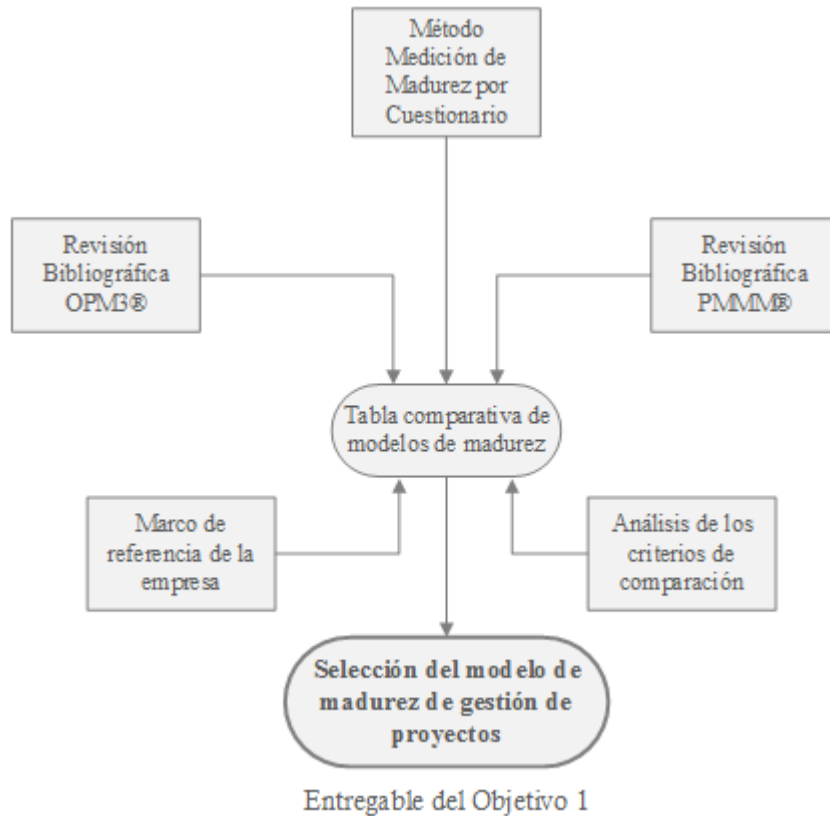 Método
Medición de
Madurez por
Cuestionario
Revisión
Bibliográfica
OPM3®
Revisión
Bibliográfica
PMMM®
Tabla comparativa de
modelos de madurez
Marco de
referencia de la
empresa
Análisis de los
criterios de
comparación
Selección del modelo de
madurez de gestión de
proyectos
Entregable del Objetivo 1